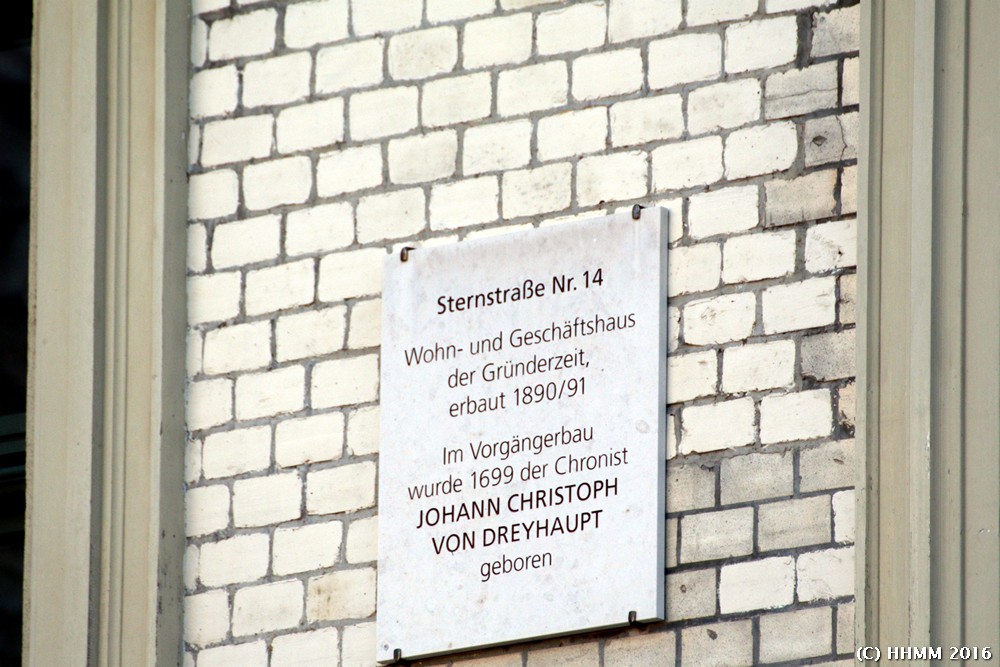 Sternstraße Nr. 14
Wohn- und Geschäftshaus
der Gründerzeit,
erbaut 1890/91
Im Vorgängerbau
wurde 1699 der Chronist
JOHANN CHRISTOPH
VON DREYHAUPT
geboren
(C) HHMM 2016